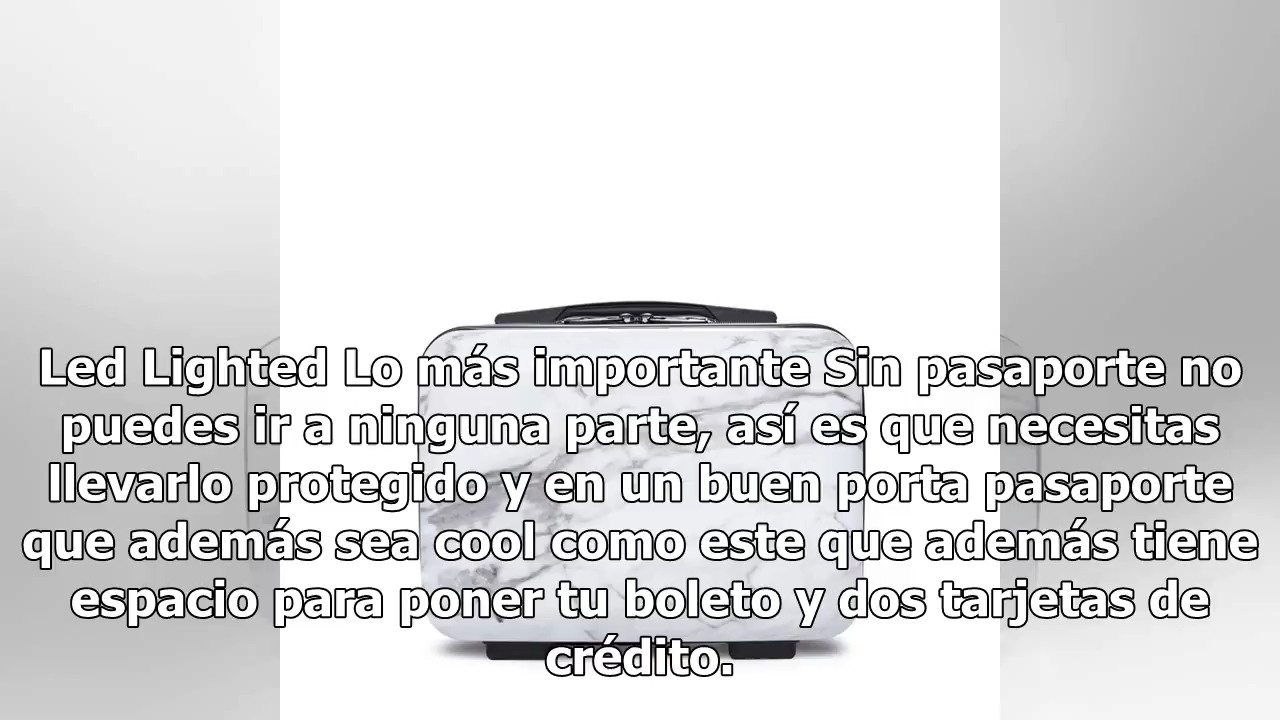 Led Lighted Lo más importante Sin pasaporte no
puedes ir a ninguna parte, así es que necesitas
llevarlo protegido y en un buen porta pasaporte
que además sea cool como este que además tiene
espacio para poner tu boleto y dos tarjetas de
crédito.